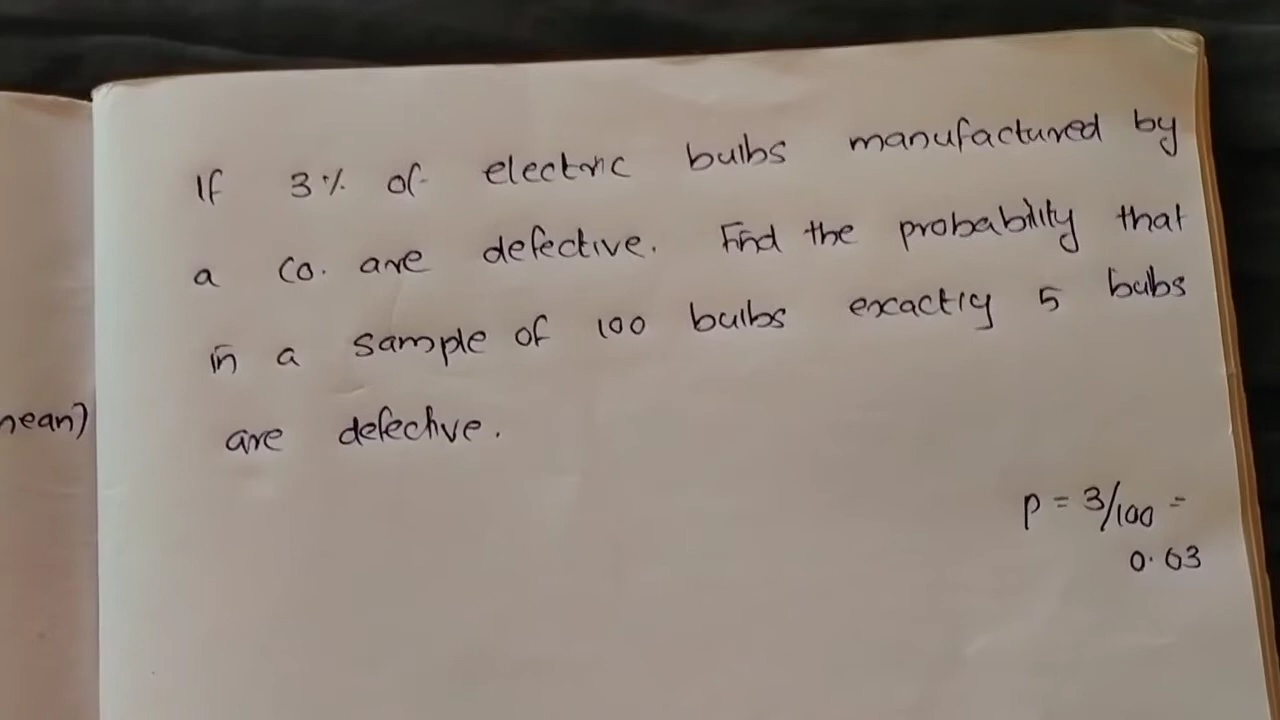 If 3% of electric bulbs manufactured by
a Co. are defective. Find the probability that
in a sample of 100 bulbs exactly 5 bulbs
are defective.
P = 3/100 =
0.03